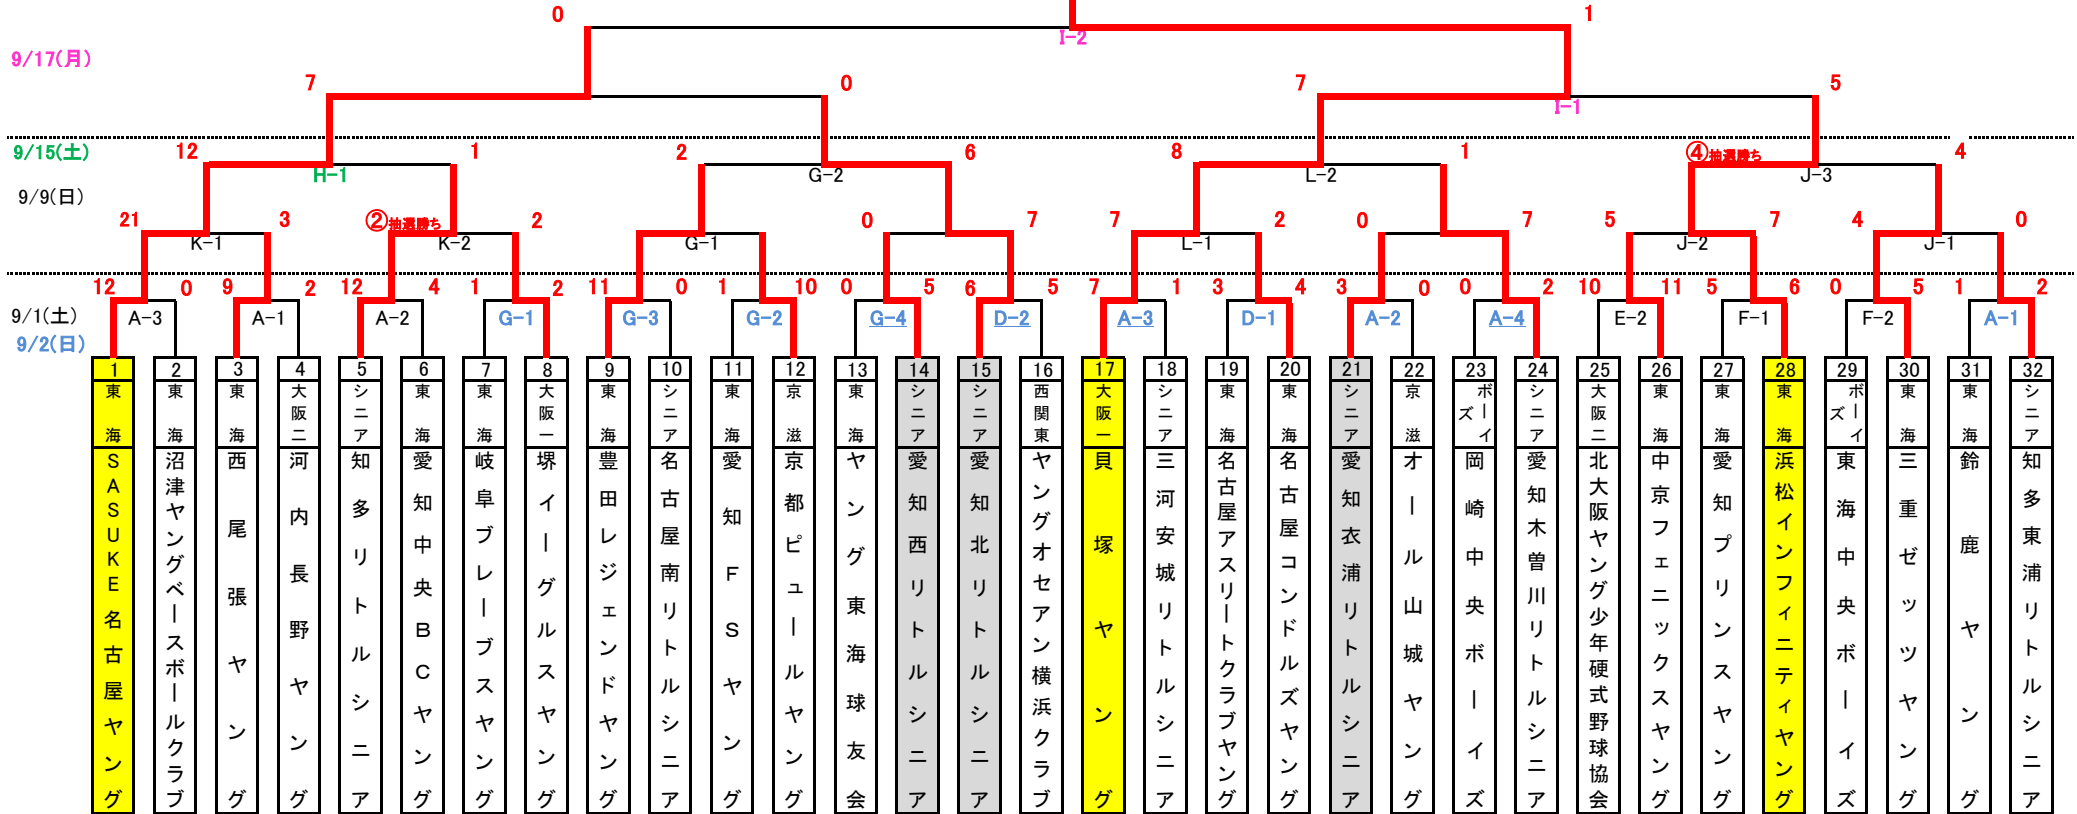 0 1
I-2
9/17(月)
7 0 7 5
I-1
9/15(土) 12 1 2 6 8 1 ④抽選勝ち 4
H-1 G-2 L-2 J-3
9/9(日)
21 3 ②抽選勝ち 2 0 7 7 2 0 7 5 7 4 0
K-1 K-2 G-1 L-1 J-2 J-1
12 0 9 2 12 4 1 2 11 0 1 10 0 5 6 5 7 1 3 4 3 0 0 2 10 11 5 6 0 5 1 2
9/1(土) A-3 A-1 A-2 G-1 G-3 G-2 G-4 D-2 A-3 D-1 A-2 A-4 E-2 F-1 F-2 A-1
9/2(日)
1 東海 SASUKE名古屋ヤング
2 東海 沼津ヤングベースボールクラブ
3 東海 西尾張ヤング
4 大阪二 河内長野ヤング
5 シニア 知多リトルシニア
6 東海 愛知中央BCヤング
7 東海 岐阜ブレーブスヤング
8 大阪一 堺イーグルスヤング
9 東海 豊田レジェンドヤング
10 シニア 名古屋南リトルシニア
11 東海 愛知FSヤング
12 京滋 京都ピュールヤング
13 東海 ヤング東海球友会
14 シニア 愛知西リトルシニア
15 シニア 愛知北リトルシニア
16 西関東 ヤングオセアン横浜クラブ
17 大阪一 貝塚ヤング
18 シニア 三河安城リトルシニア
19 東海 名古屋アスリートクラブヤング
20 東海 名古屋コンドルズヤング
21 シニア 愛知衣浦リトルシニア
22 京滋 オール山城ヤング
23 ボーイズ 岡崎中央ボーイズ
24 シニア 愛知木曽川リトルシニア
25 大阪二 北大阪ヤング少年硬式野球協会
26 東海 中京フェニックスヤング
27 東海 愛知プリンスヤング
28 東海 浜松インフィニティヤング
29 ボーイズ 東海中央ボーイズ
30 東海 三重ゼッツヤング
31 東海 鈴鹿ヤング
32 シニア 知多東浦リトルシニア